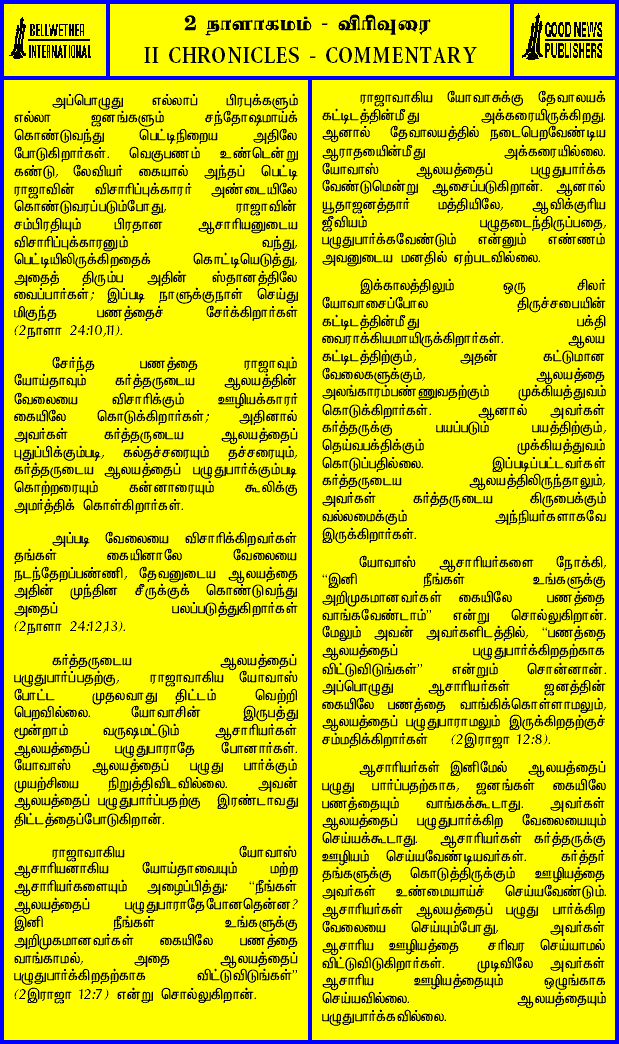 BELLWETHER
INTERNATIONAL
2 நாளாகமம் - விரிவுரை
II CHRONICLES - COMMENTARY
GOOD NEWS
PUBLISHERS
அப்பொழுது எல்லாப் பிரபுக்களும்
எல்லா ஜனங்களும் சந்தோஷமாய்க்
கொண்டுவந்து பெட்டிநிறைய அதிலே
போடுகிறார்கள். வெகுபணம் உண்டென்று
கண்டு, லேவியர் கையால் அந்தப் பெட்டி
ராஜாவின் விசாரிப்புக்காரர் அண்டையிலே
கொண்டுவரப்படும்போது, ராஜாவின்
சம்பிரதியும் பிரதான ஆசாரியனுடைய
விசாரிப்புக்காரனும் வந்து,
பெட்டியிலிருக்கிறதைக் கொட்டியெடுத்து,
அதைத் திரும்ப அதின் ஸ்தானத்திலே
வைப்பார்கள்; இப்படி நாளுக்குநாள் செய்து
மிகுந்த பணத்தைச் சேர்க்கிறார்கள்
(2நாளா 24:10,11).
சேர்ந்த பணத்தை ராஜாவும்
யோய்தாவும் கர்த்தருடைய ஆலயத்தின்
வேலையை விசாரிக்கும் ஊழியக்காரர்
கையிலே கொடுக்கிறார்கள்; அதினால்
அவர்கள் கர்த்தருடைய ஆலயத்தைப்
புதுப்பிக்கும்படி, கல்தச்சரையும் தச்சரையும்,
கர்த்தருடைய ஆலயத்தைப் பழுதுபார்க்கும்படி
கொற்றரையும் கன்னாரையும் கூலிக்கு
அமர்த்திக் கொள்கிறார்கள்.
அப்படி வேலையை விசாரிக்கிறவர்கள்
தங்கள் கையினாலே வேலையை
நடந்தேறப்பண்ணி, தேவனுடைய ஆலயத்தை
அதின் முந்தின சீருக்குக் கொண்டுவந்து
அதைப் பலப்படுத்துகிறார்கள்
(2நாளா 24:12,13).
கர்த்தருடைய ஆலயத்தைப்
பழுதுபார்ப்பதற்கு, ராஜாவாகிய யோவாஸ்
போட்ட முதலவாது திட்டம் வெற்றி
பெறவில்லை. யோவாசின் இருபத்து
மூன்றாம் வருஷமட்டும் ஆசாரியர்கள்
ஆலயத்தைப் பழுதுபாராதே போனார்கள்.
யோவாஸ் ஆலயத்தைப் பழுது பார்க்கும்
முயற்சியை நிறுத்திவிடவில்லை. அவன்
ஆலயத்தைப் பழுதுபார்ப்பதற்கு இரண்டாவது
திட்டத்தைப்போடுகிறான்.
ராஜாவாகிய யோவாஸ்
ஆசாரியனாகிய யோய்தாவையும் மற்ற
ஆசாரியர்களையும் அழைப்பித்து: "நீங்கள்
ஆலயத்தைப் பழுதுபாராதேபோனதென்ன?
இனி நீங்கள் உங்களுக்கு
அறிமுகமானவர்கள் கையிலே பணத்தை
வாங்காமல், அதை ஆலயத்தைப்
பழுதுபார்க்கிறதற்காக விட்டுவிடுங்கள்"
(2இராஜா 12:7) என்று சொல்லுகிறான்.
ராஜாவாகிய யோவாசுக்கு தேவாலயக்
கட்டிடத்தின்மீது அக்கரையிருக்கிறது.
ஆனால் தேவாலயத்தில் நடைபெறவேண்டிய
ஆராதயைின்மீது அக்கரையில்லை.
யோவாஸ் ஆலயத்தைப் பழுதுபார்க்க
வேண்டுமென்று ஆசைப்படுகிறான். ஆனால்
யூதாஜனத்தார் மத்தியிலே, ஆவிக்குரிய
ஜீவியம் பழுதடைந்திருப்பதை,
பழுதுபார்க்கவேண்டும் என்னும் எண்ணம்
அவனுடைய மனதில் ஏற்படவில்லை.
இக்காலத்திலும் ஒரு சிலர்
யோவாசைப்போல திருச்சபையின்
கட்டிடத்தின்மீது பக்தி
வைராக்கியமாயிருக்கிறார்கள். ஆலய
கட்டிடத்திற்கும், அதன் கட்டுமான
வேலைகளுக்கும், ஆலயத்தை
அலங்காரம்பண்ணுவதற்கும் முக்கியத்துவம்
கொடுக்கிறார்கள். ஆனால் அவர்கள்
கர்த்தருக்கு பயப்படும் பயத்திற்கும்,
தெய்வபக்திக்கும் முக்கியத்துவம்
கொடுப்பதில்லை. இப்படிப்பட்டவர்கள்
கர்த்தருடைய ஆலயத்திலிருந்தாலும்,
அவர்கள் கர்த்தருடைய கிருபைக்கும்
வல்லமைக்கும் அந்நியர்களாகவே
இருக்கிறார்கள்.
யோவாஸ் ஆசாரியர்களை நோக்கி,
"இனி நீங்கள் உங்களுக்கு
அறிமுகமானவர்கள் கையிலே பணத்தை
வாங்கவேண்டாம்" என்று சொல்லுகிறான்.
மேலும் அவன் அவர்களிடத்தில், "பணத்தை
ஆலயத்தைப் பழுதுபார்க்கிறதற்காக
விட்டுவிடுங்கள்" என்றும் சொன்னான்.
அப்பொழுது ஆசாரியர்கள் ஜனத்தின்
கையிலே பணத்தை வாங்கிக்கொள்ளாமலும்,
ஆலயத்தைப் பழுதுபாராமலும் இருக்கிறதற்குச்
சம்மதிக்கிறார்கள் (2இராஜா 12:8).
ஆசாரியர்கள் இனிமேல் ஆலயத்தைப்
பழுது பார்ப்பதற்காக, ஜனங்கள் கையிலே
பணத்தையும் வாங்கக்கூடாது. அவர்கள்
ஆலயத்தைப் பழுதுபார்க்கிற வேலையையும்
செய்யக்கூடாது. ஆசாரியர்கள் கர்த்தருக்கு
ஊழியம் செய்யவேண்டியவர்கள். கர்த்தர்
தங்களுக்கு கொடுத்திருக்கும் ஊழியத்தை
அவர்கள் உண்மையாய்ச் செய்யவேண்டும்.
ஆசாரியர்கள் ஆலயத்தைப் பழுது பார்க்கிற
வேலையை செய்யும்போது, அவர்கள்
ஆசாரிய ஊழியத்தை சரிவர செய்யாமல்
விட்டுவிடுகிறார்கள். முடிவிலே அவர்கள்
ஆசாரிய ஊழியத்தையும் ஒழுங்காக
செய்யவில்லை. ஆலயத்தையும்
பழுதுபார்க்கவில்லை.